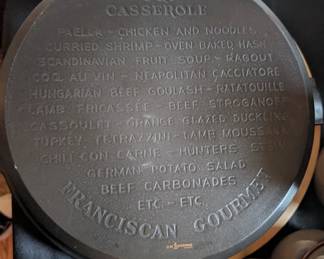 CASSEROLE
PAELLA - CHICKEN AND NOODLES
CURRIED SHRIMP - OVEN BAKED HASH
SCANDINAVIAN FRUIT SOUP - RAGOUT
COQ AU VIN - NEAPOLITAN CACCIATORE
HUNGARIAN BEEF GOULASH - RATATOUILLE
LAMB FRICASSEE - BEEF STROGANOFF
CASSOULET - ORANGE GLAZED DUCKLING
TURKEY TETRAZZINI - LAMB MOUSSAKA
CHILI CON CARNE - HUNTERS STEW
GERMAN POTATO SALAD
BEEF CARBONADES
ETC. - ETC.
FRANCISCAN GOURMET